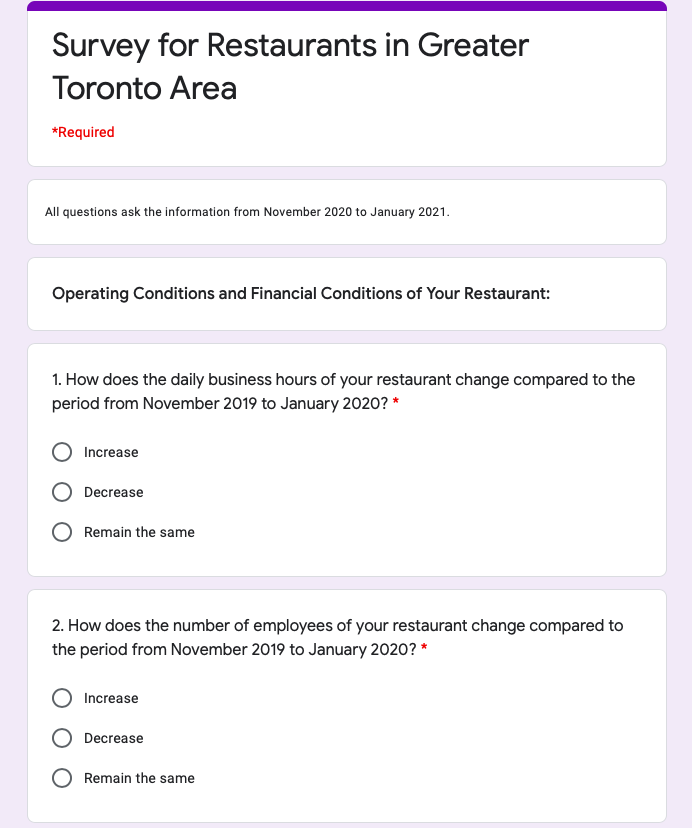 Survey for Restaurants in Greater
Toronto Area
*Required
All questions ask the information from November 2020 to January 2021.
Operating Conditions and Financial Conditions of Your Restaurant:
1. How does the daily business hours of your restaurant change compared to the
period from November 2019 to January 2020? *
Increase
Decrease
Remain the same
2. How does the number of employees of your restaurant change compared to
the period from November 2019 to January 2020? *
Increase
Decrease
Remain the same